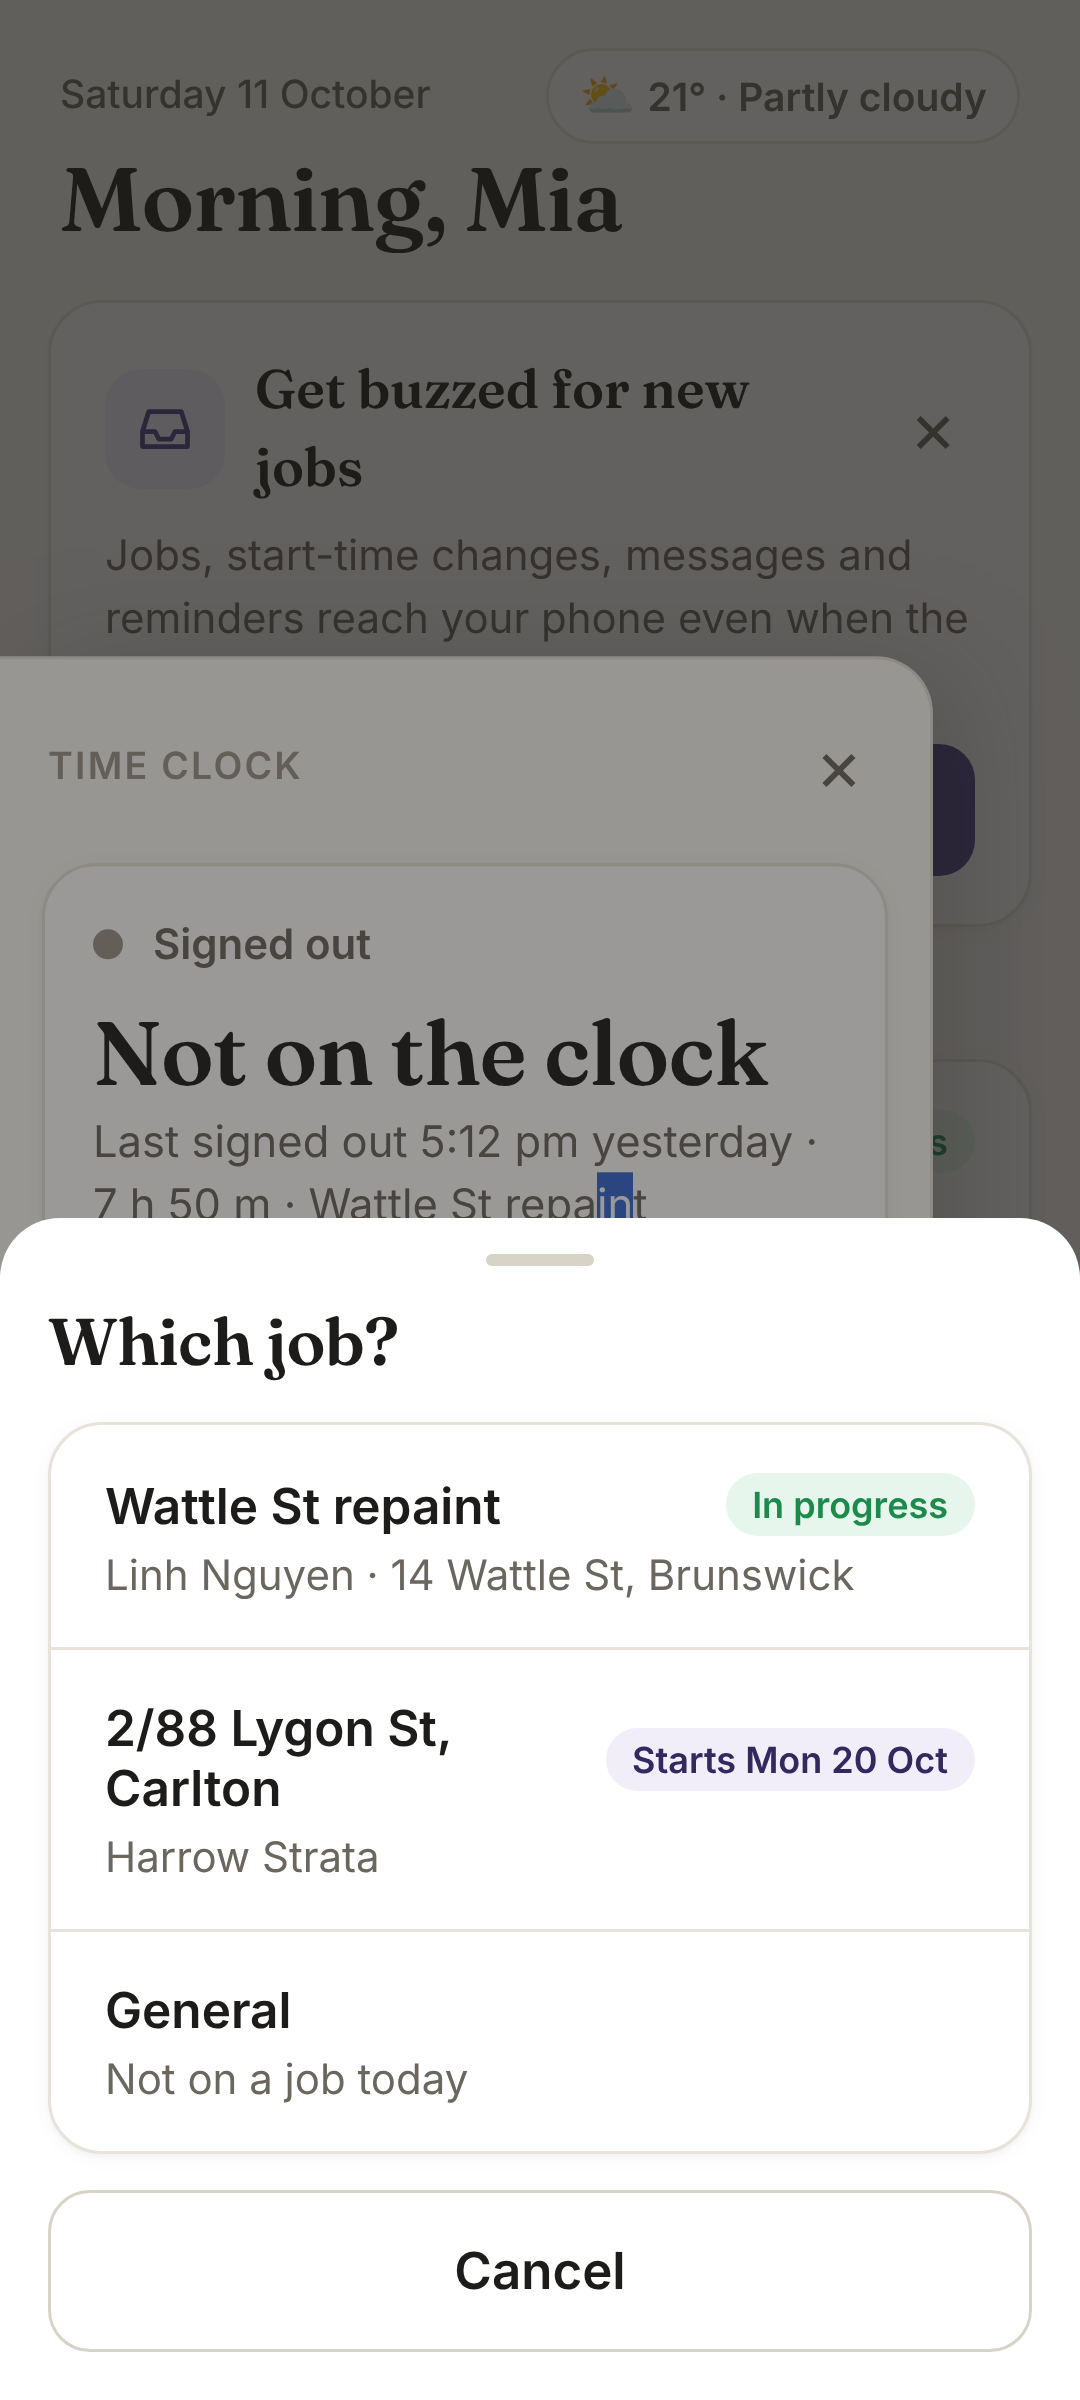 Saturday 11 October
⛅ 21° · Partly cloudy
Morning, Mia
Get buzzed for new
jobs
Jobs, start-time changes, messages and
reminders reach your phone even when the
TIME CLOCK
Signed out
Not on the clock
Last signed out 5:12 pm yesterday ·
7 h 50 m · Wattle St repaint
s
Which job?
Wattle St repaint
In progress
Linh Nguyen · 14 Wattle St, Brunswick
2/88 Lygon St,
Carlton
Starts Mon 20 Oct
Harrow Strata
General
Not on a job today
Cancel